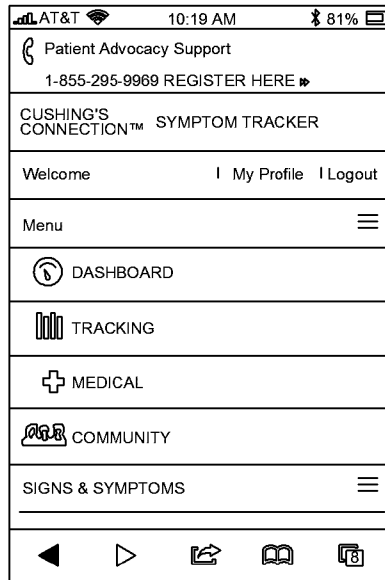 AT&T 10:19 AM 81%
Patient Advocacy Support
1-855-295-9969 REGISTER HERE
CUSHING'S
CONNECTION™ SYMPTOM TRACKER
Welcome | My Profile | Logout
Menu
DASHBOARD
TRACKING
MEDICAL
COMMUNITY
SIGNS & SYMPTOMS
8